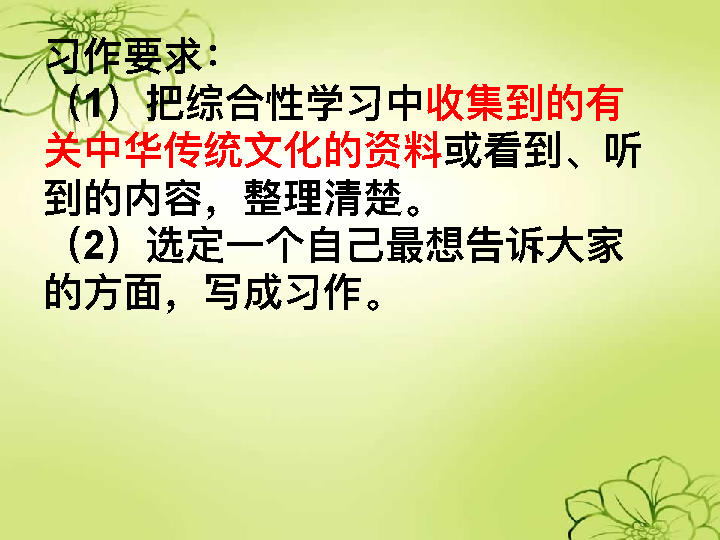 习作要求：
（1）把综合性学习中收集到的有
关中华传统文化的资料或看到、听
到的内容，整理清楚。
（2）选定一个自己最想告诉大家
的方面，写成习作。